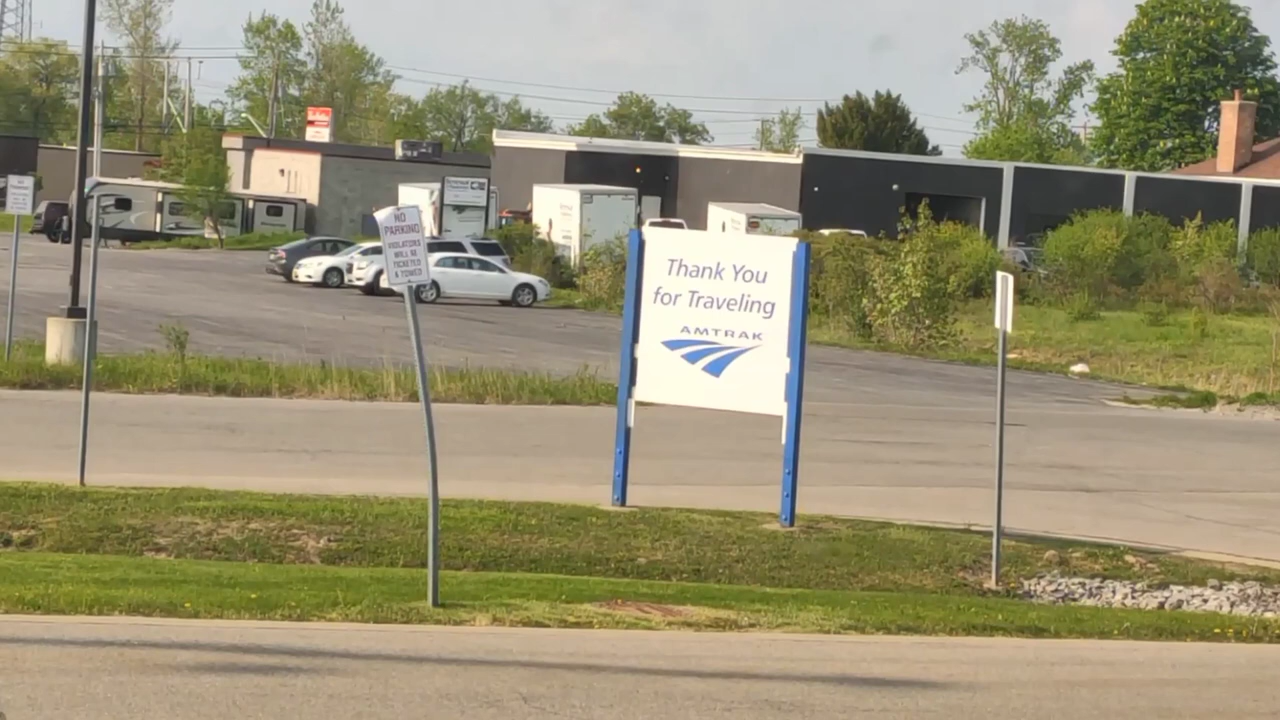 NO
PARKING
VIOLATORS
WILL BE
TICKETED
& TOWED
Thank You
for Traveling
AMTRAK